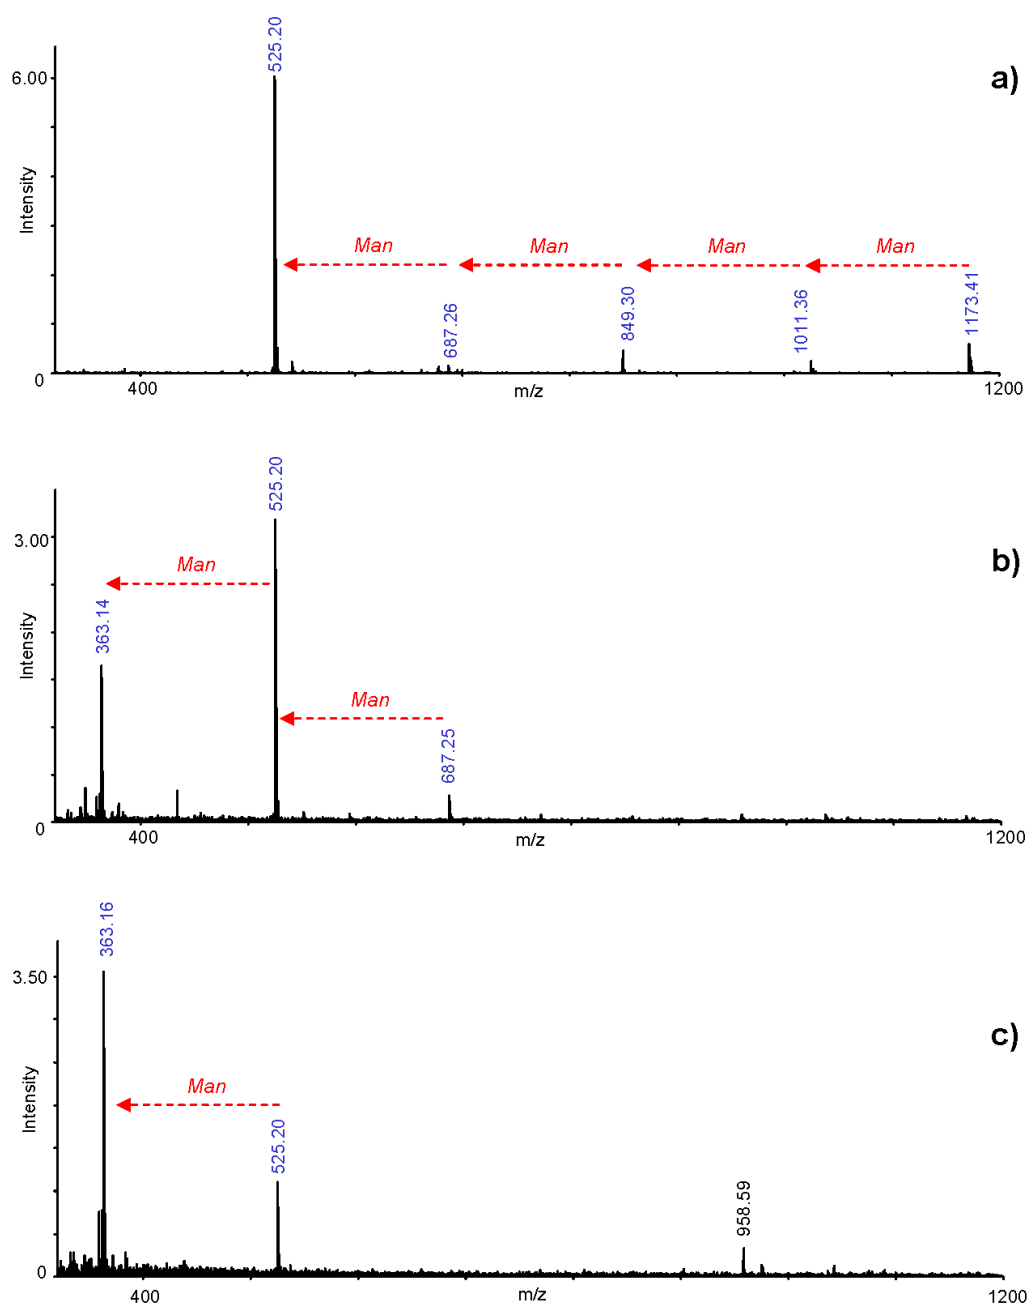 525.20
6.00
a)
Intensity
Man Man Man Man
687.26 849.30 1011.36 1173.41
0 400 m/z 1200
525.20
3.00
b)
Man
363.14
Intensity
Man
687.25
0 400 m/z 1200
363.16
3.50
c)
Man
Intensity
525.20
958.59
0 400 m/z 1200